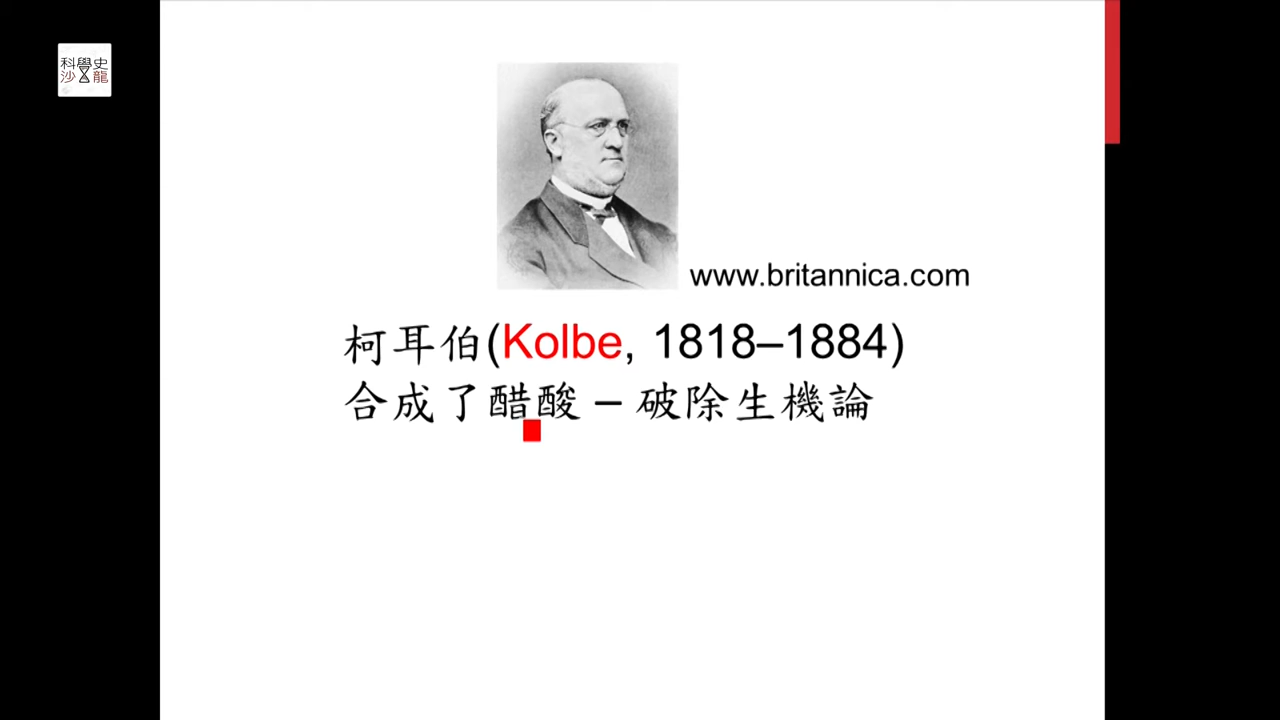 科學史
沙龍
www.britannica.com
柯耳伯(Kolbe, 1818–1884)
合成了醋酸 – 破除生機論